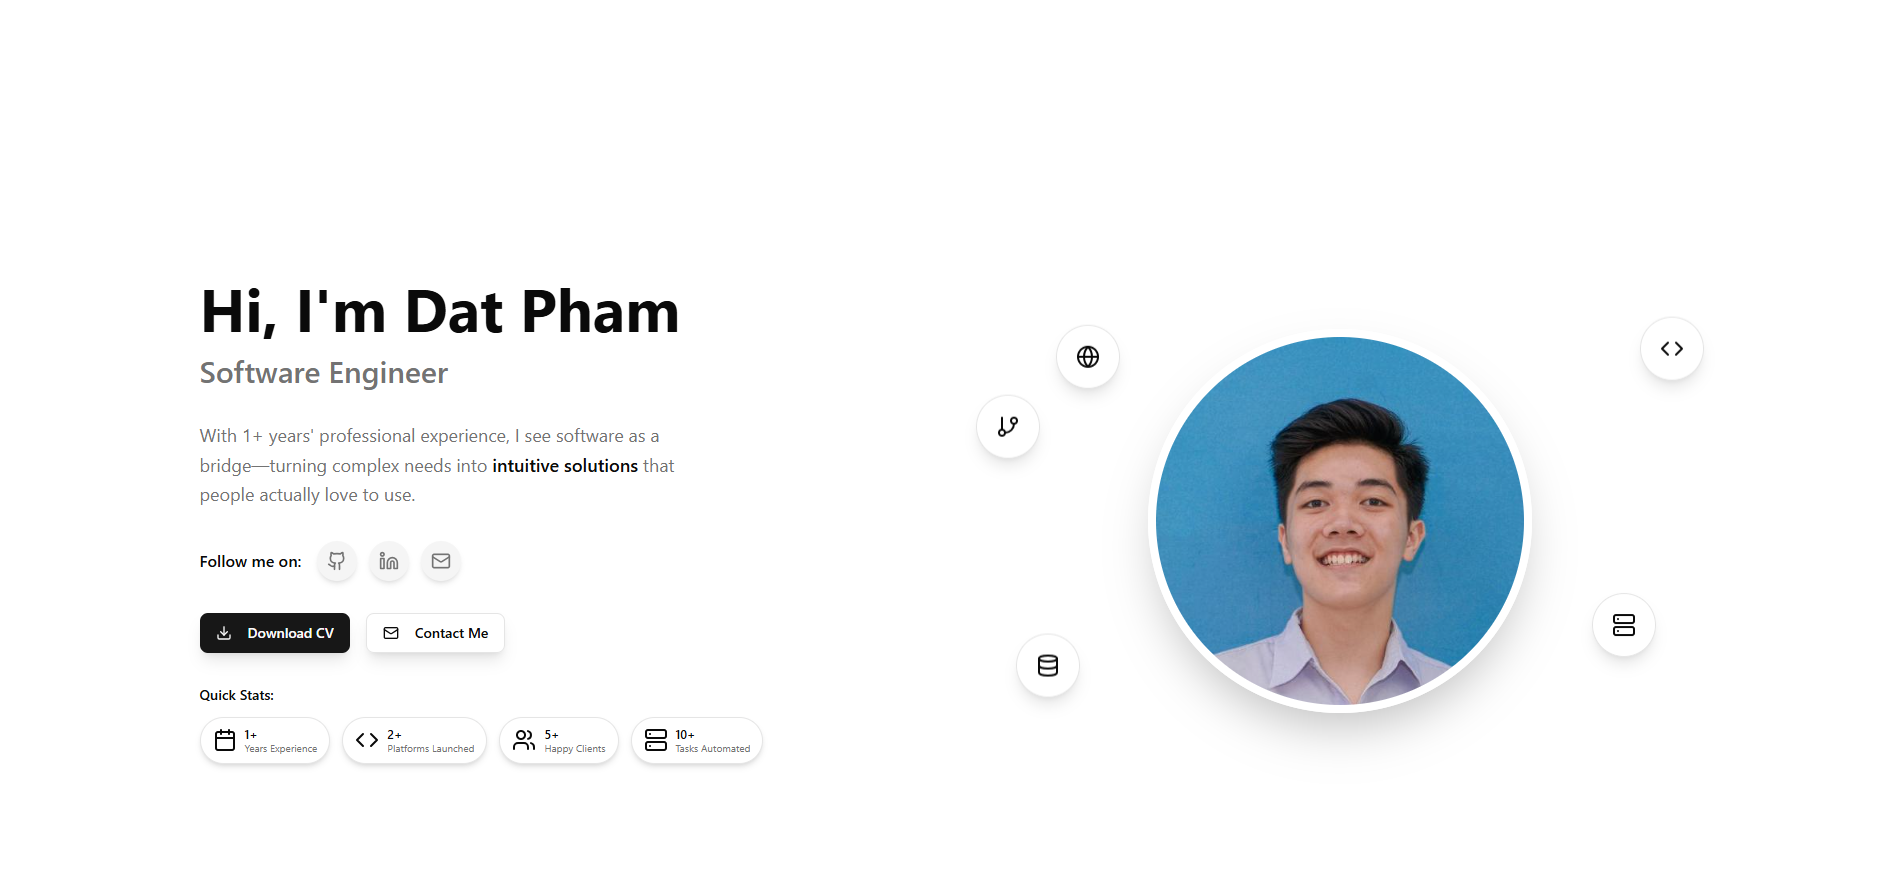 Hi, I'm Dat Pham
Software Engineer
With 1+ years' professional experience, I see software as a
bridge—turning complex needs into intuitive solutions that
people actually love to use.
Follow me on:
Download CV
Contact Me
Quick Stats:
1+
Years Experience
2+
Platforms Launched
5+
Happy Clients
10+
Tasks Automated